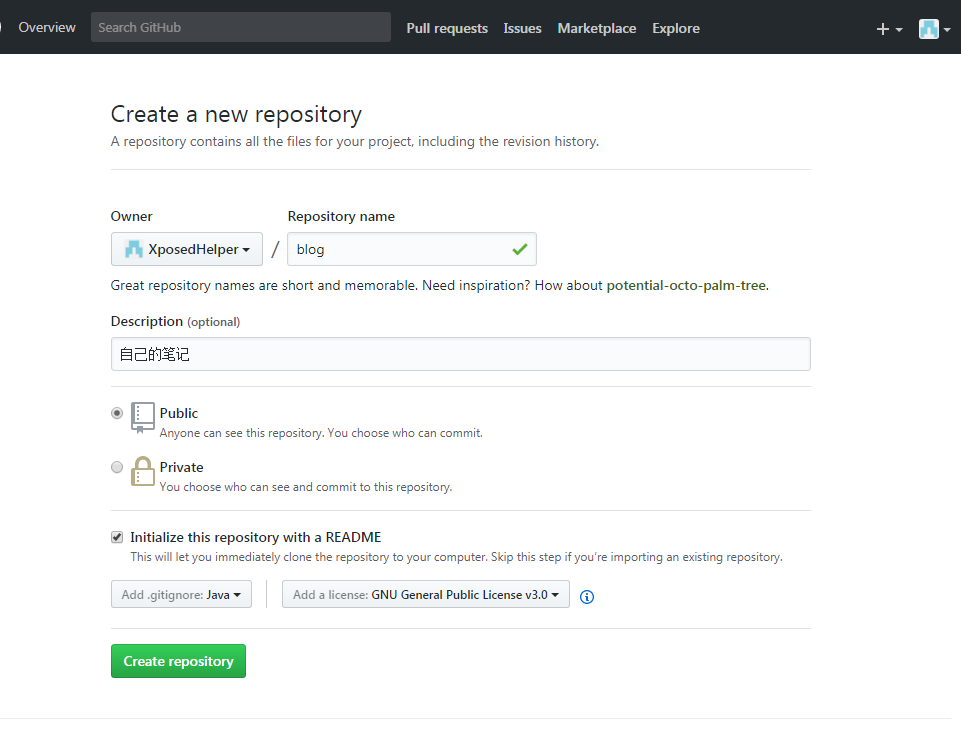 Overview Search GitHub Pull requests Issues Marketplace Explore
Create a new repository
A repository contains all the files for your project, including the revision history.
Owner Repository name
XposedHelper / blog
Great repository names are short and memorable. Need inspiration? How about potential-octo-palm-tree.
Description (optional)
自己的笔记
Public
Anyone can see this repository. You choose who can commit.
Private
You choose who can see and commit to this repository.
Initialize this repository with a README
This will let you immediately clone the repository to your computer. Skip this step if you’re importing an existing repository.
Add .gitignore: Java Add a license: GNU General Public License v3.0
Create repository